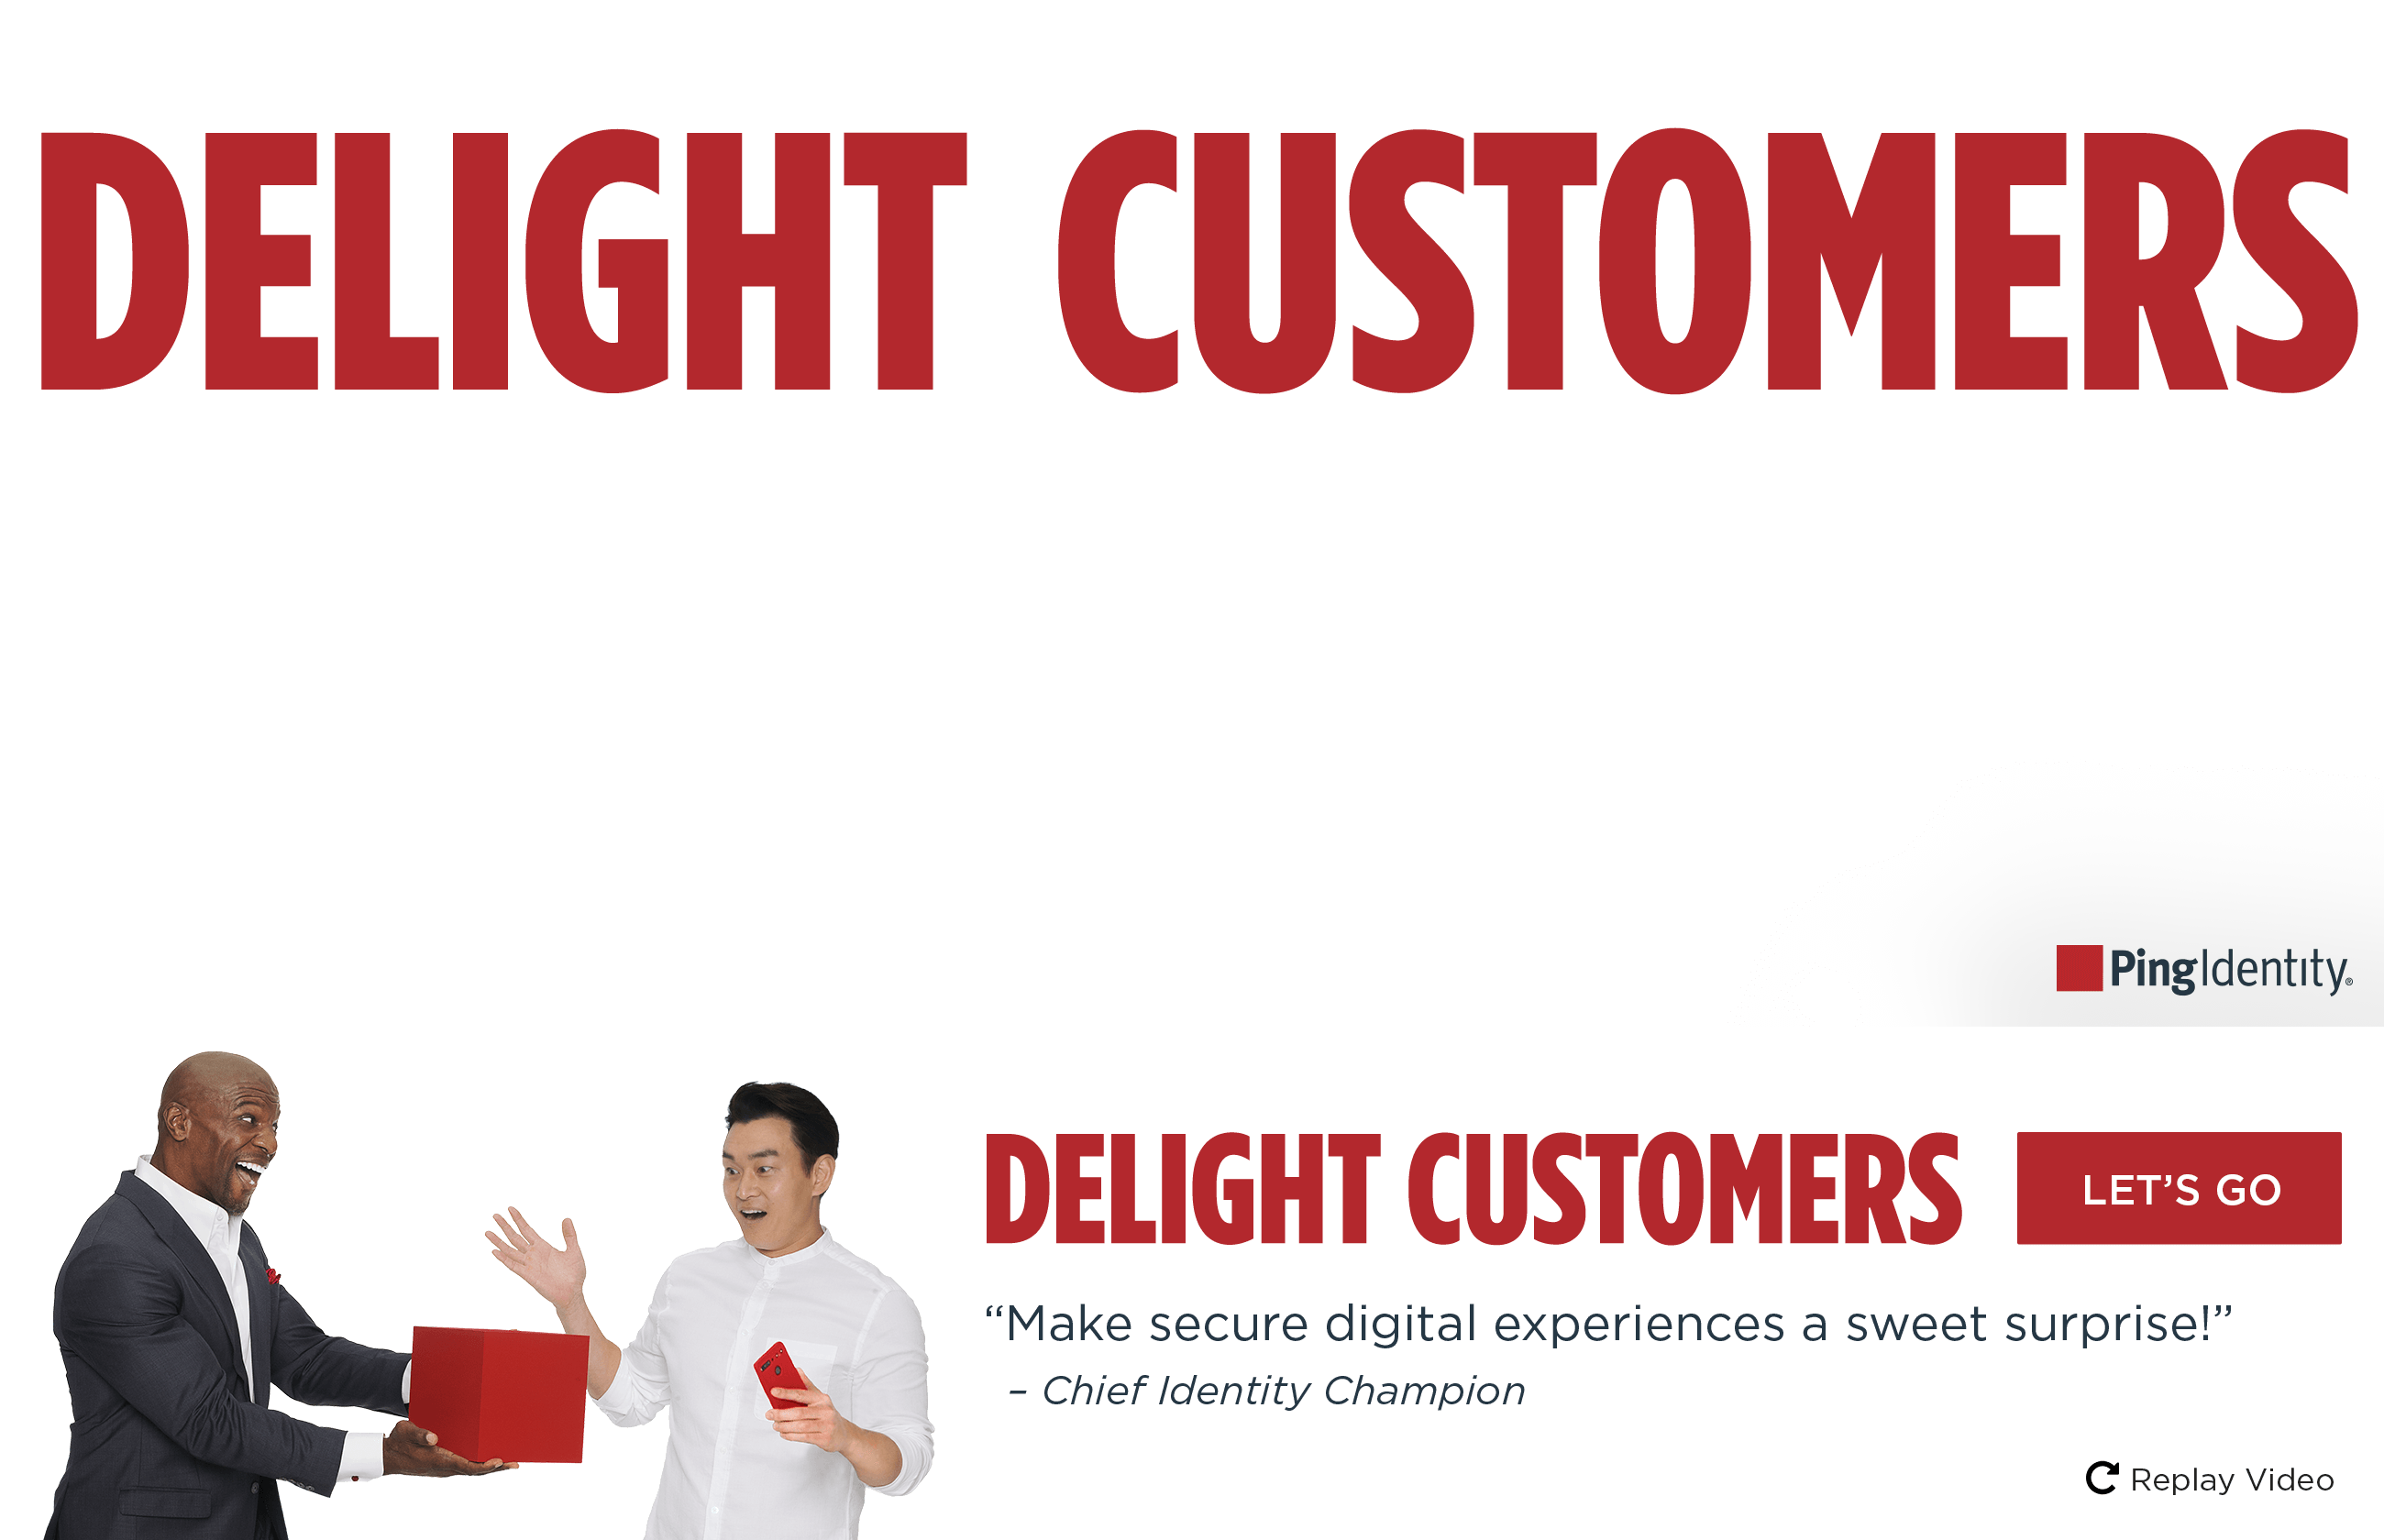 DELIGHT CUSTOMERS
PingIdentity®
DELIGHT CUSTOMERS
LET’S GO
“Make secure digital experiences a sweet surprise!”
– Chief Identity Champion
Replay Video